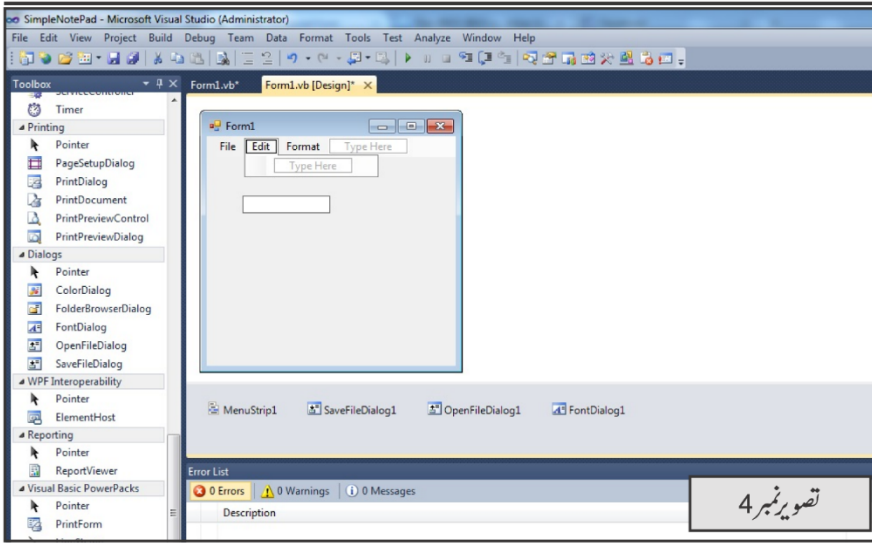 SimpleNotePad - Microsoft Visual Studio (Administrator)
File Edit View Project Build Debug Team Data Format Tools Test Analyze Window Help
Toolbox
Form1.vb* Form1.vb [Design]*
Timer
Printing
Pointer
PageSetupDialog
PrintDialog
PrintDocument
PrintPreviewControl
PrintPreviewDialog
Dialogs
Pointer
ColorDialog
FolderBrowserDialog
FontDialog
OpenFileDialog
SaveFileDialog
WPF Interoperability
Pointer
ElementHost
Reporting
Pointer
ReportViewer
Visual Basic PowerPacks
Pointer
PrintForm
Form1
File Edit Format Type Here
Type Here
MenuStrip1 SaveFileDialog1 OpenFileDialog1 FontDialog1
Error List
0 Errors 0 Warnings 0 Messages
Description
تصویر نمبر 4